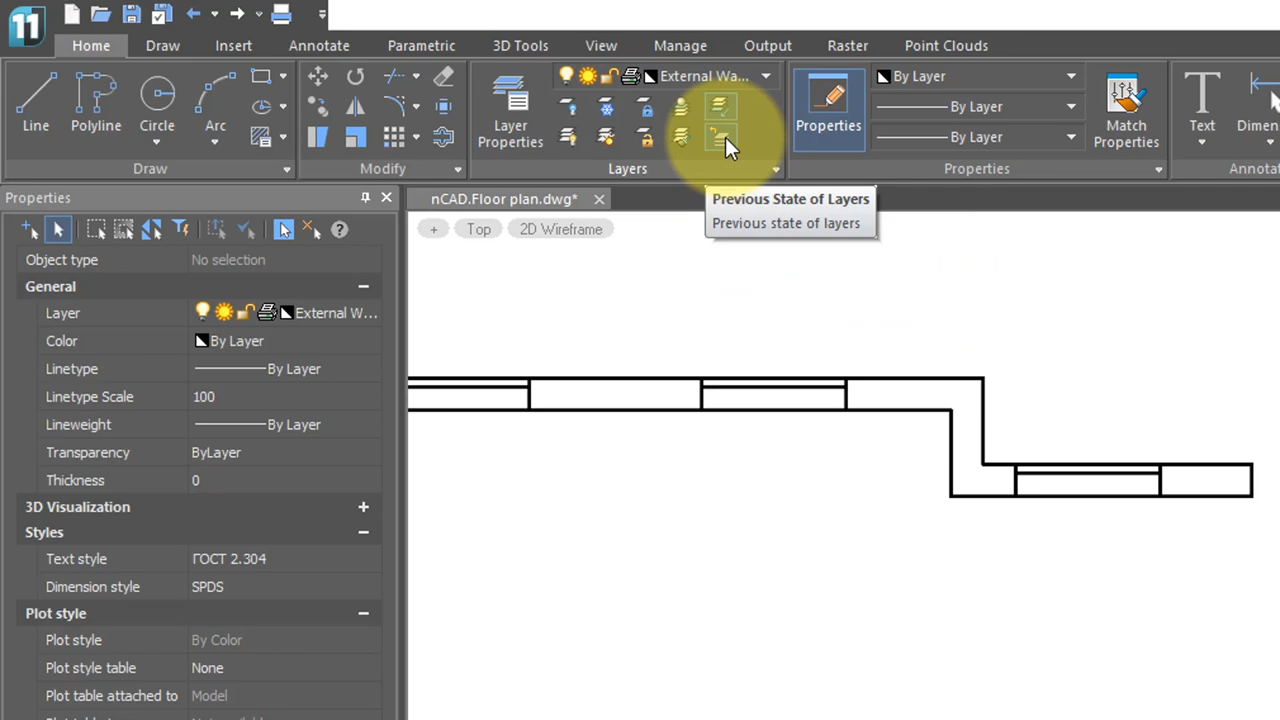 11
Home Draw Insert Annotate Parametric 3D Tools View Manage Output Raster Point Clouds
External Wa...
By Layer
By Layer
By Layer
Line Polyline Circle Arc
Layer Properties
Properties
Match Properties
Text
Dimen
Draw Modify Layers Properties Annota
Properties
nCAD.Floor plan.dwg*
Previous State of Layers
Previous state of layers
+ Top 2D Wireframe
Object type No selection
General
Layer External W...
Color By Layer
Linetype By Layer
Linetype Scale 100
Lineweight By Layer
Transparency ByLayer
Thickness 0
3D Visualization
Styles
Text style ГОСТ 2.304
Dimension style SPDS
Plot style
Plot style By Color
Plot style table None
Plot table attached to Model